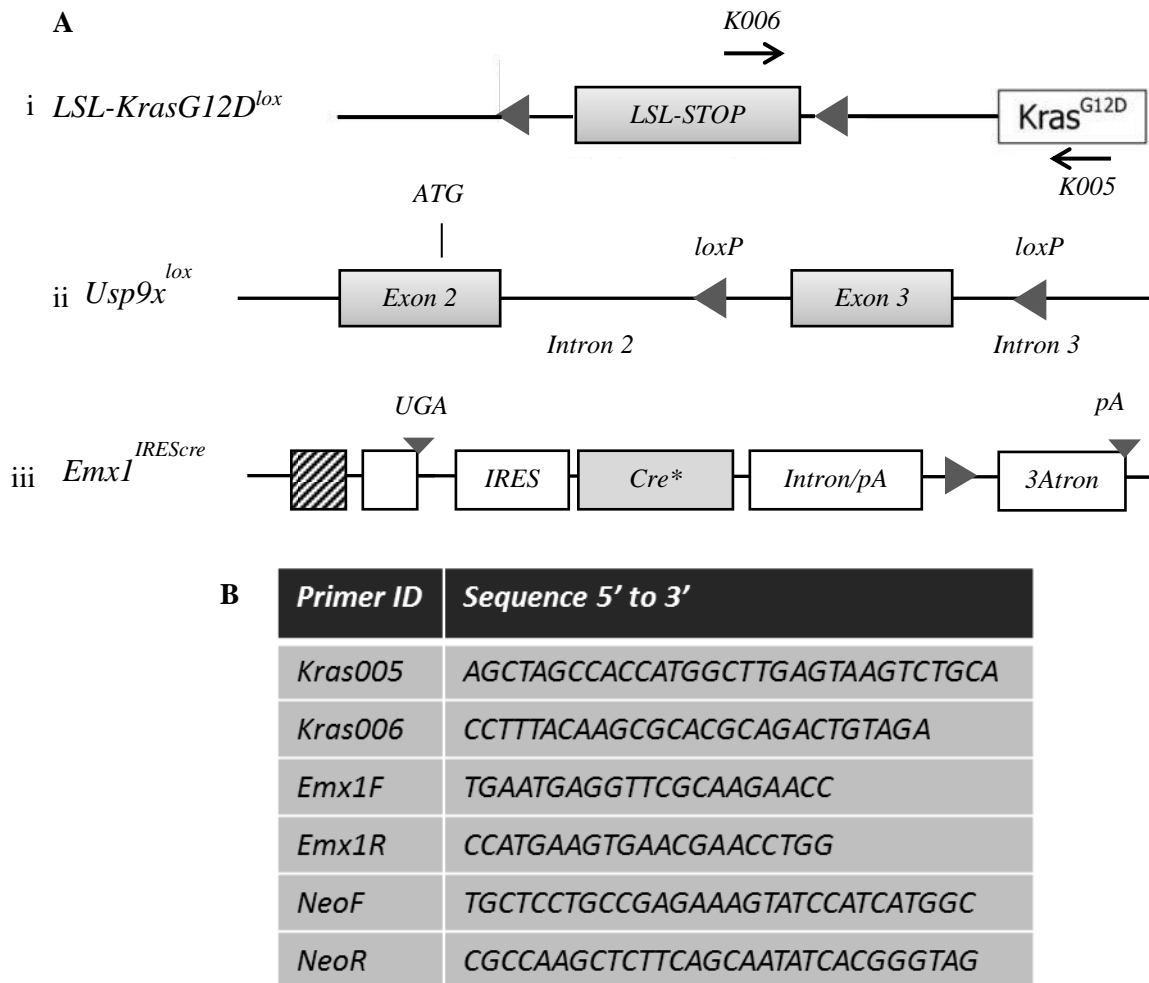 A
K006
i LSL-KrasG12D^lox
LSL-STOP
Kras^G12D
K005
ATG
loxP
loxP
ii Usp9x^lox
Exon 2
Exon 3
Intron 2
Intron 3
UGA
pA
iii Emx1^IREScre
IRES
Cre*
Intron/pA
3Atron
B
Primer ID Sequence 5’ to 3’
Kras005 AGCTAGCCACCATGGCTTGAGTAAGTCTGCA
Kras006 CCTTTACAAGCGCACGCAGACTGTAGA
Emx1F TGAATGAGGTTCGCAAGAACC
Emx1R CCATGAAGTGAACGAACCTGG
NeoF TGCTCCTGCCGAGAAAGTATCCATCATGGC
NeoR CGCCAAGCTCTTCAGCAATATCACGGGTAG